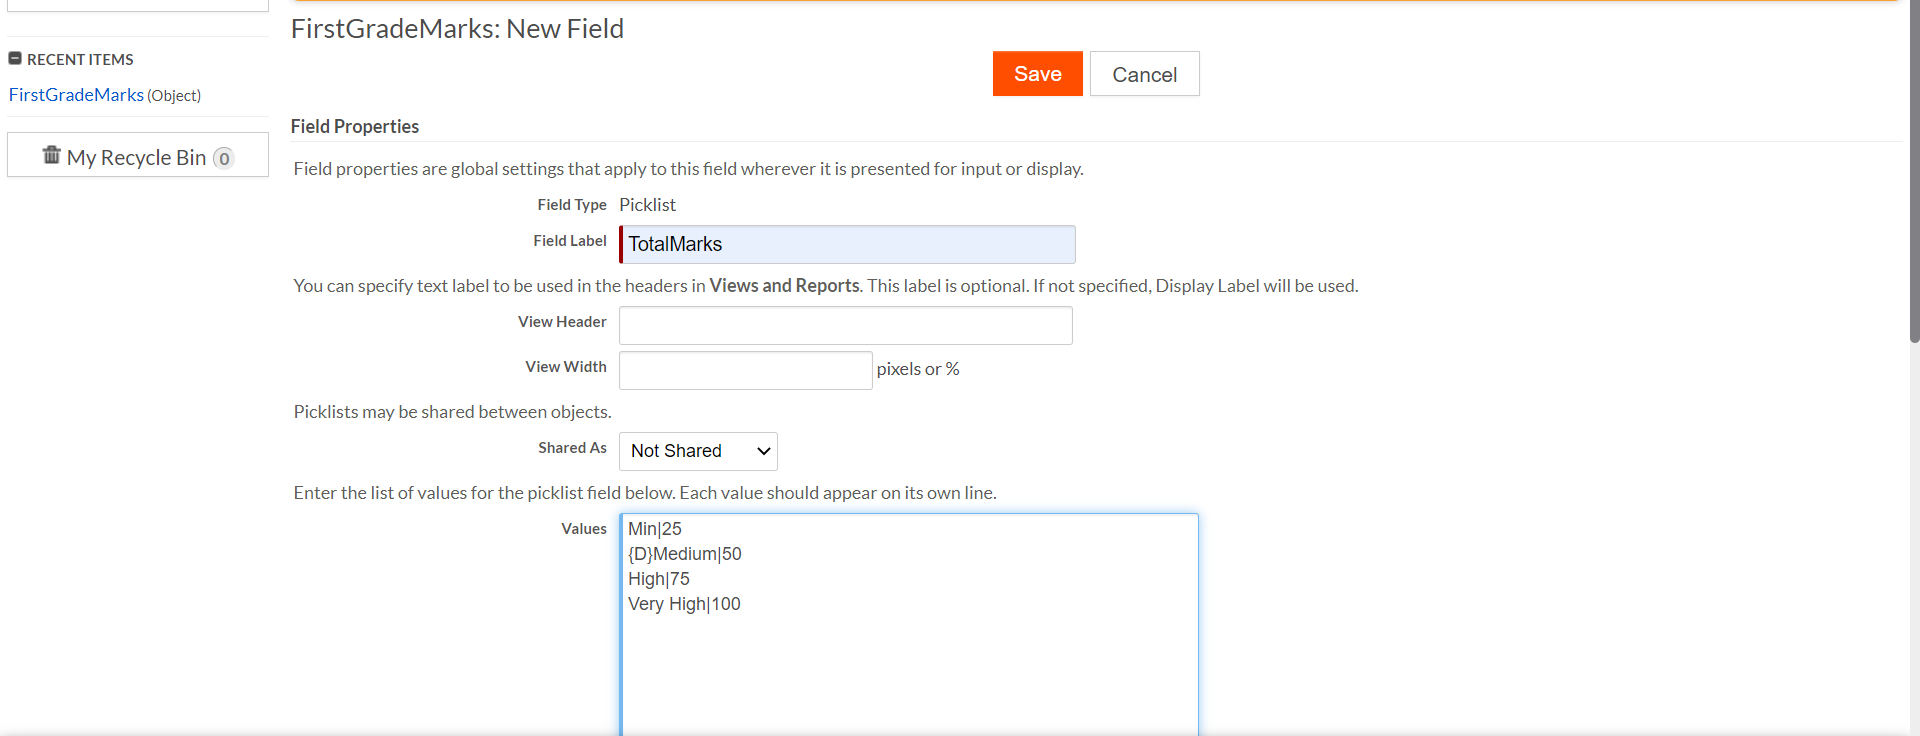 RECENT ITEMS
FirstGradeMarks (Object)
My Recycle Bin 0
FirstGradeMarks: New Field
Save Cancel
Field Properties
Field properties are global settings that apply to this field wherever it is presented for input or display.
Field Type Picklist
Field Label TotalMarks
You can specify text label to be used in the headers in Views and Reports. This label is optional. If not specified, Display Label will be used.
View Header
View Width pixels or %
Picklists may be shared between objects.
Shared As Not Shared
Enter the list of values for the picklist field below. Each value should appear on its own line.
Values Min|25
{D}Medium|50
High|75
Very High|100